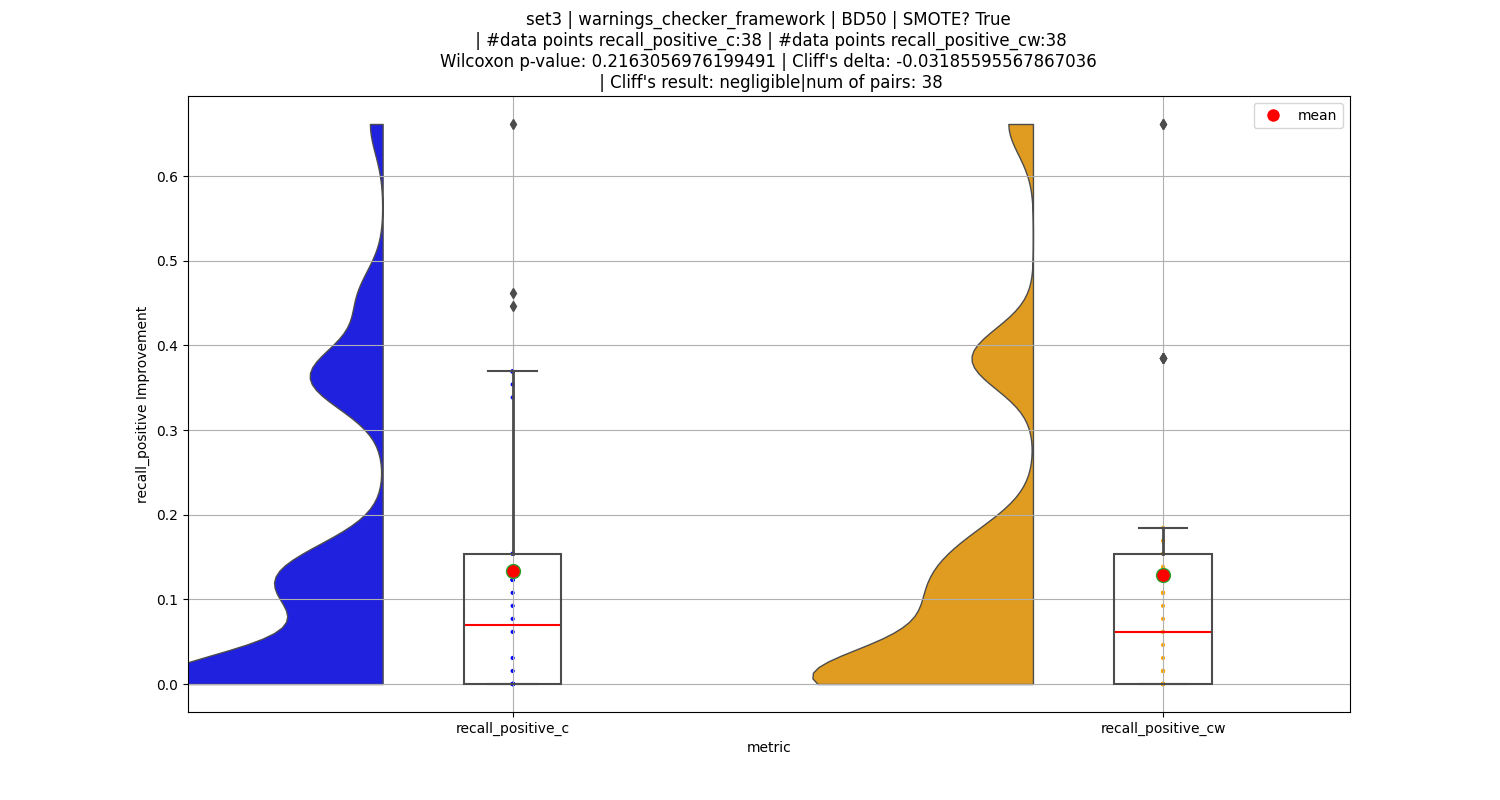 set3 | warnings_checker_framework | BD50 | SMOTE? True
| #data points recall_positive_c:38 | #data points recall_positive_cw:38
Wilcoxon p-value: 0.2163056976199491 | Cliff's delta: -0.03185595567867036
| Cliff's result: negligible|num of pairs: 38
mean
0.6
0.5
0.4
0.3
0.2
0.1
0.0
recall_positive Improvement
recall_positive_c
recall_positive_cw
metric